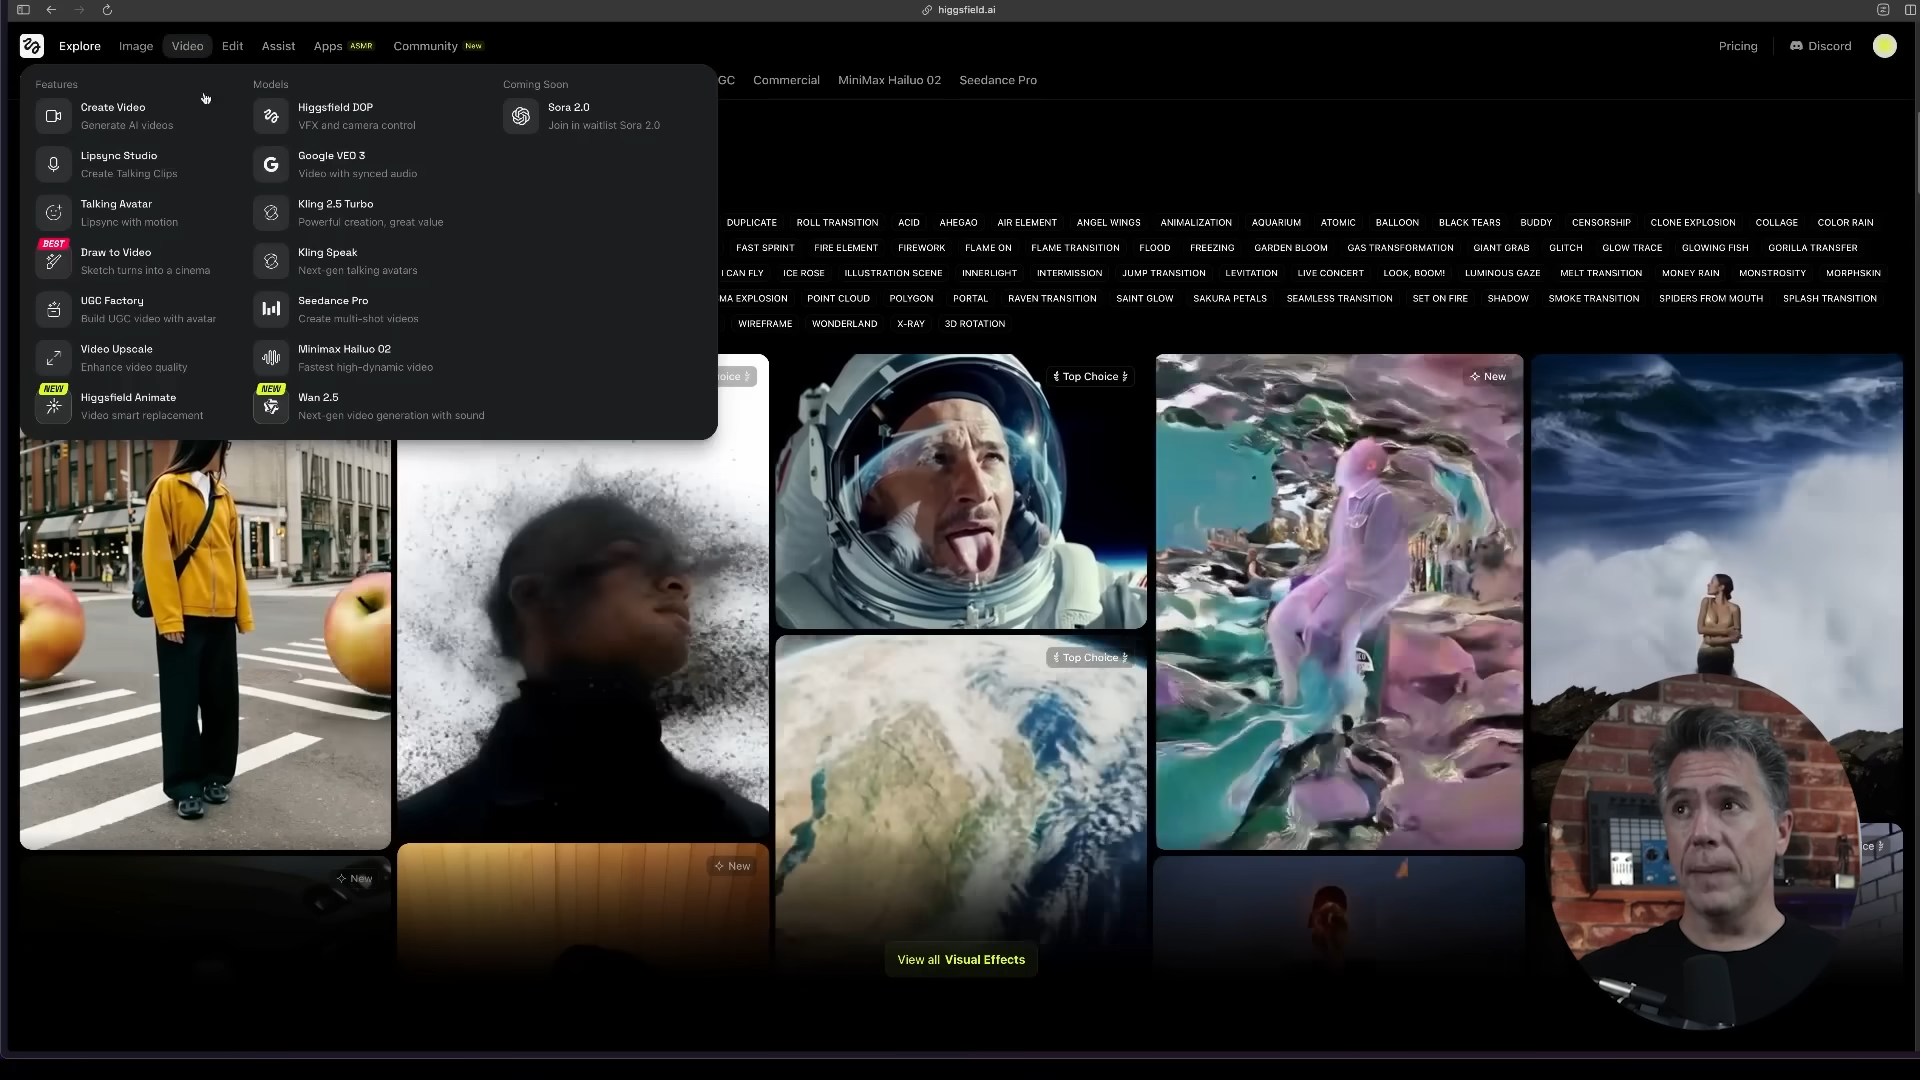 higgsfield.ai
Explore Image Video Edit Assist Apps ASMR Community New Pricing Discord
GC Commercial MiniMax Hailuo 02 Seedance Pro
Features
Create Video
Generate AI videos
Lipsync Studio
Create Talking Clips
Talking Avatar
Lipsync with motion
BEST
Draw to Video
Sketch turns into a cinema
UGC Factory
Build UGC video with avatar
Video Upscale
Enhance video quality
NEW
Higgsfield Animate
Video smart replacement
Models
Higgsfield DOP
VFX and camera control
Google VEO 3
Video with synced audio
Kling 2.5 Turbo
Powerful creation, great value
Kling Speak
Next-gen talking avatars
Seedance Pro
Create multi-shot videos
Minimax Hailuo 02
Fastest high-dynamic video
NEW
Wan 2.5
Next-gen video generation with sound
Coming Soon
Sora 2.0
Join in waitlist Sora 2.0
DUPLICATE ROLL TRANSITION ACID AHEGAO AIR ELEMENT ANGEL WINGS ANIMALIZATION AQUARIUM ATOMIC BALLOON BLACK TEARS BUDDY CENSORSHIP CLONE EXPLOSION COLLAGE COLOR RAIN
FAST SPRINT FIRE ELEMENT FIREWORK FLAME ON FLAME TRANSITION FLOOD FREEZING GARDEN BLOOM GAS TRANSFORMATION GIANT GRAB GLITCH GLOW TRACE GLOWING FISH GORILLA TRANSFER
I CAN FLY ICE ROSE ILLUSTRATION SCENE INNERLIGHT INTERMISSION JUMP TRANSITION LEVITATION LIVE CONCERT LOOK, BOOM! LUMINOUS GAZE MELT TRANSITION MONEY RAIN MONSTROSITY MORPHSKIN
MA EXPLOSION POINT CLOUD POLYGON PORTAL RAVEN TRANSITION SAINT GLOW SAKURA PETALS SEAMLESS TRANSITION SET ON FIRE SHADOW SMOKE TRANSITION SPIDERS FROM MOUTH SPLASH TRANSITION
WIREFRAME WONDERLAND X-RAY 3D ROTATION
oice
Top Choice
New
Top Choice
ce
New
New
View all Visual Effects